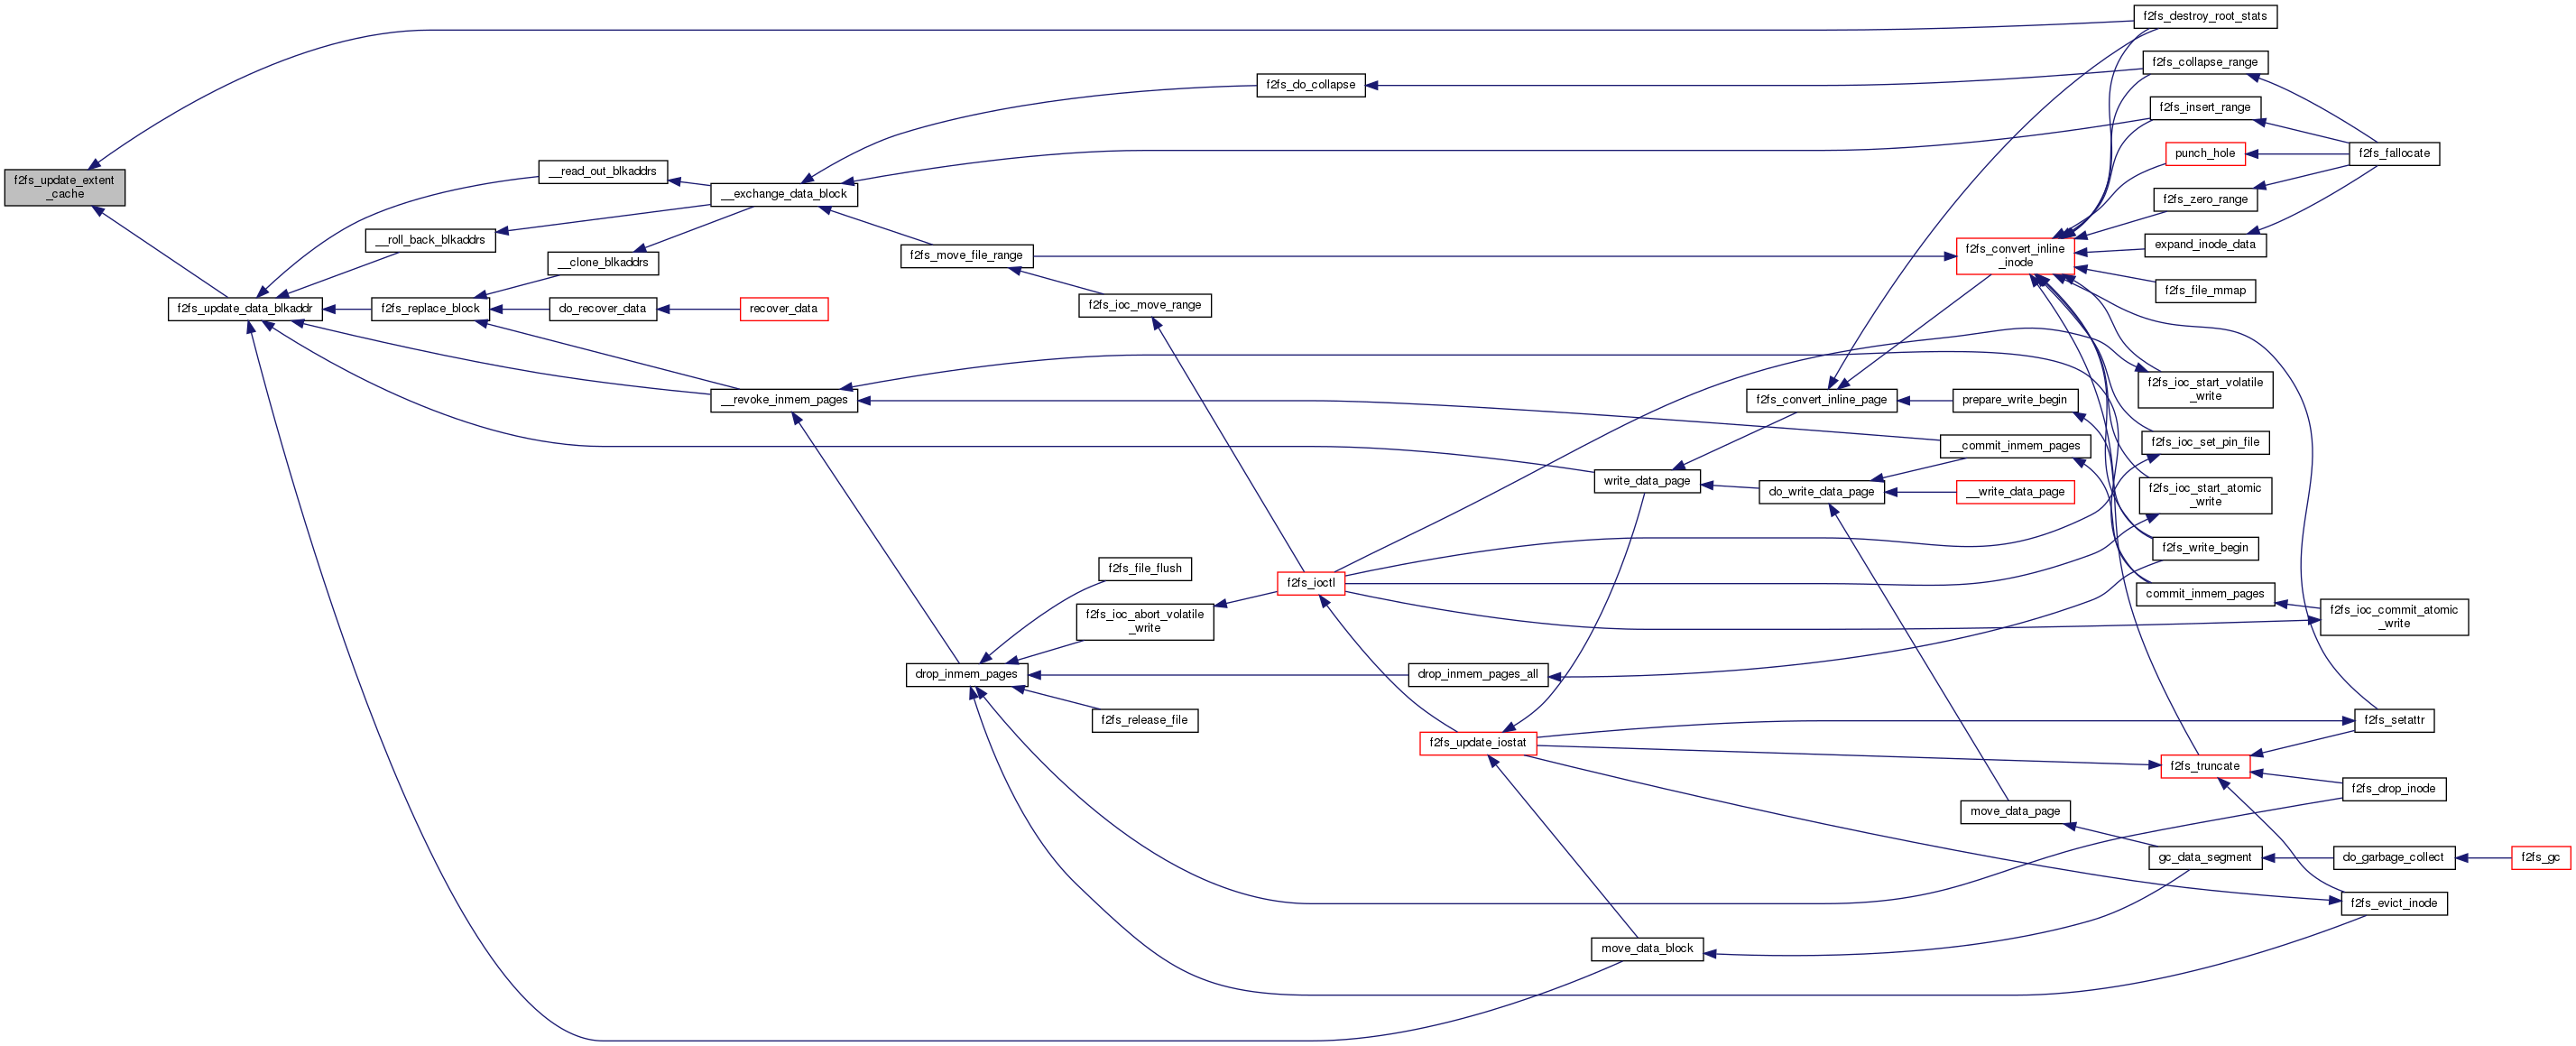 f2fs_update_extent
_cache
f2fs_update_data_blkaddr
__read_out_blkaddrs
__roll_back_blkaddrs
__clone_blkaddrs
f2fs_replace_block
do_recover_data
recover_data
__exchange_data_block
__revoke_inmem_pages
f2fs_do_collapse
f2fs_move_file_range
f2fs_ioc_move_range
f2fs_file_flush
f2fs_ioc_abort_volatile
_write
drop_inmem_pages
drop_inmem_pages_all
f2fs_release_file
f2fs_ioctl
f2fs_update_iostat
write_data_page
move_data_block
f2fs_convert_inline_page
do_write_data_page
f2fs_convert_inline
_inode
prepare_write_begin
__commit_inmem_pages
__write_data_page
move_data_page
f2fs_destroy_root_stats
f2fs_collapse_range
f2fs_insert_range
punch_hole
f2fs_zero_range
expand_inode_data
f2fs_file_mmap
f2fs_fallocate
f2fs_ioc_start_volatile
_write
f2fs_ioc_set_pin_file
f2fs_ioc_start_atomic
_write
f2fs_write_begin
commit_inmem_pages
f2fs_ioc_commit_atomic
_write
f2fs_setattr
f2fs_truncate
f2fs_drop_inode
gc_data_segment
do_garbage_collect
f2fs_gc
f2fs_evict_inode